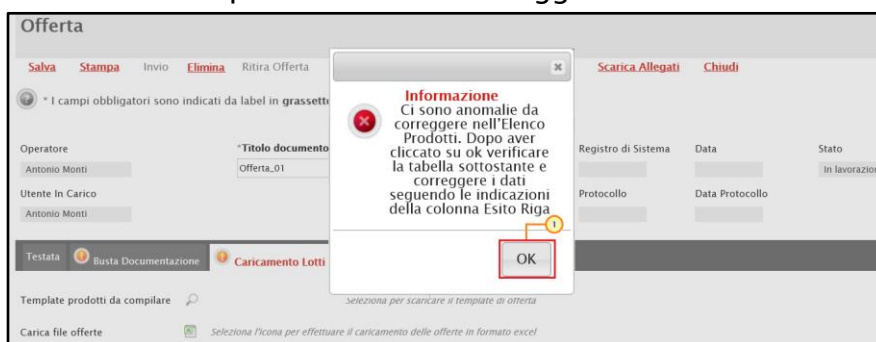 Offerta
Salva Stampa Invio Elimina Ritira Offerta Scarica Allegati Chiudi
* I campi obbligatori sono indicati da label in
Informazione
Ci sono anomalie da
correggere nell'Elenco
Prodotti. Dopo aver
cliccato su ok verificare
la tabella sottostante e
correggere i dati
seguendo le indicazioni
della colonna Esito Riga
1
OK
Operatore *Titolo documento Registro di Sistema Data Stato
Antonio Monti Offerta_01 In
Utente In Carico Protocollo Data Protocollo
Antonio Monti
Testata Busta Documentazione Caricamento Lotti
Template prodotti da compilare Seleziona per scaricare il template di offerta
Carica file offerte Seleziona l'icona per effettuare il caricamento delle offerte in formato excel